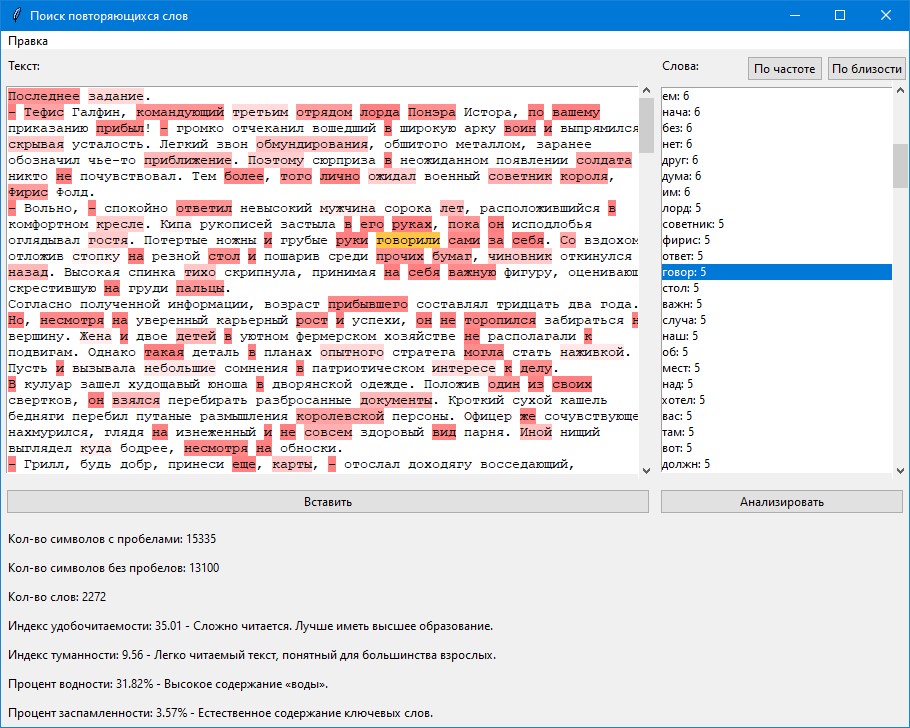 Поиск повторяющихся слов
Правка
Текст:
Слова:
По частоте
По близости
Последнее задание.
– Тефис Галфин, командующий третьим отрядом лорда Понэра Истора, по вашему
приказанию прибыл! – громко отчеканил вошедший в широкую арку воин и выпрямился
скрывая усталость. Легкий звон обмундирования, обшитого металлом, заранее
обозначил чье-то приближение. Поэтому сюрприза в неожиданном появлении солдата
никто не почувствовал. Тем более, того лично ожидал военный советник короля,
Фирис Фолд.
– Вольно, – спокойно ответил невысокий мужчина сорока лет, расположившийся в
комфортном кресле. Кипа рукописей застыла в его руках, пока он исподлобья
оглядывал гостя. Потертые ножны и грубые руки говорили сами за себя. Со вздохом
отложив стопку на резной стол и пошарив среди прочих бумаг, чиновник откинулся
назад. Высокая спинка тихо скрипнула, принимая на себя важную фигуру, оценивающ
скрестившую на груди пальцы.
Согласно полученной информации, возраст прибывшего составлял тридцать два года.
Но, несмотря на уверенный карьерный рост и успехи, он не торопился забираться н
вершину. Жена и двое детей в уютном фермерском хозяйстве не располагали к
подвигам. Однако такая деталь в планах опытного стратега могла стать наживкой.
Пусть и вызывала небольшие сомнения в патриотическом интересе к делу.
В кулуар зашел худощавый юноша в дворянской одежде. Положив один из своих
свертков, он взялся перебирать разбросанные документы. Кроткий сухой кашель
бедняги перебил путаные размышления королевской персоны. Офицер же сочувствующе
нахмурился, глядя на изнеженный и не совсем здоровый вид парня. Иной нищий
выглядел куда бодрее, несмотря на обноски.
– Грилл, будь добр, принеси еще, карты, – отослал доходягу восседающий,
ем: 6
нача: 6
без: 6
нет: 6
друг: 6
дума: 6
им: 6
лорд: 5
советник: 5
фирис: 5
ответ: 5
говор: 5
стол: 5
важн: 5
случа: 5
наш: 5
об: 5
мест: 5
над: 5
хотел: 5
вас: 5
там: 5
вот: 5
должн: 5
Вставить
Анализировать
Кол-во символов с пробелами: 15335
Кол-во символов без пробелов: 13100
Кол-во слов: 2272
Индекс удобочитаемости: 35.01 - Сложно читается. Лучше иметь высшее образование.
Индекс туманности: 9.56 - Легко читаемый текст, понятный для большинства взрослых.
Процент водности: 31.82% - Высокое содержание «воды».
Процент заспамленности: 3.57% - Естественное содержание ключевых слов.